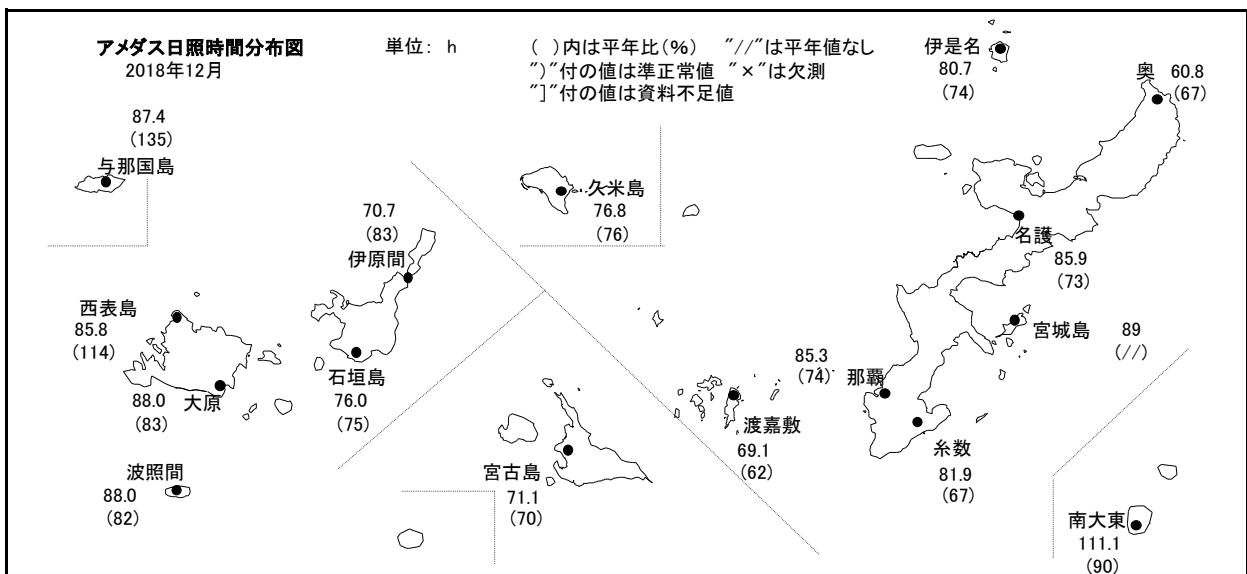 アメダス日照時間分布図 単位: h ( )内は平年比(%) "//"は平年値なし
2018年12月 ")"付の値は準正常値 "×"は欠測
"]"付の値は資料不足値
伊是名
80.7
(74)
奥 60.8
(67)
87.4
(135)
与那国島
久米島
76.8
(76)
70.7
(83)
伊原間
名護
85.9
(73)
西表島
85.8
(114)
宮城島 89
(//)
石垣島
76.0
(75)
88.0 大原
(83)
85.3
(74) 那覇
渡嘉敷
69.1
(62)
糸数
81.9
(67)
波照間
88.0
(82)
宮古島
71.1
(70)
南大東
111.1
(90)